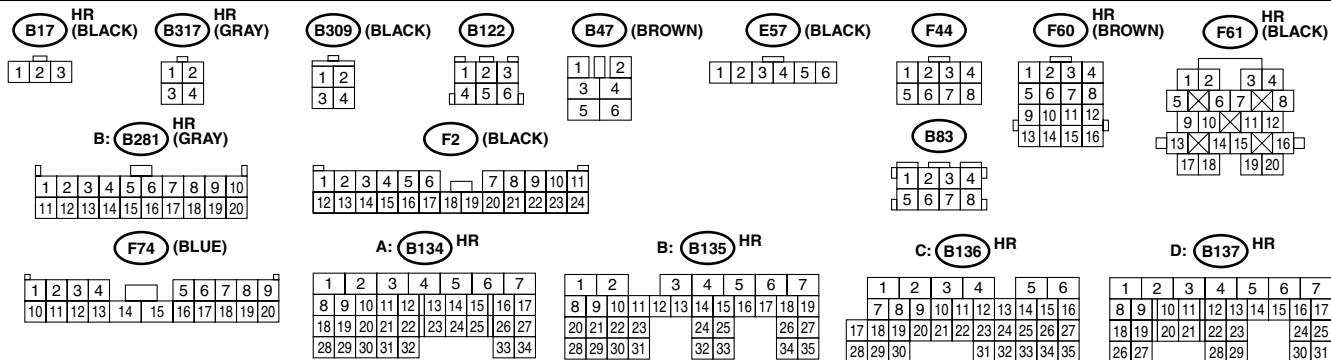 B17 HR (BLACK)
B317 HR (GRAY)
B309 (BLACK)
B122
B47 (BROWN)
E57 (BLACK)
F44
F60 HR (BROWN)
F61 HR (BLACK)
1 2 3
1 2
3 4
1 2
3 4
1 2 3
4 5 6
1 2
3 4
5 6
1 2 3 4 5 6
1 2 3 4
5 6 7 8
1 2 3 4
5 6 7 8
9 10 11 12
13 14 15 16
1 2 3 4
5 6 7 8
9 10 11 12
13 14 15 16
17 18 19 20
B: B281 HR (GRAY)
F2 (BLACK)
B83
1 2 3 4 5 6 7 8 9 10
11 12 13 14 15 16 17 18 19 20
1 2 3 4 5 6 7 8 9 10 11
12 13 14 15 16 17 18 19 20 21 22 23 24
1 2 3 4
5 6 7 8
F74 (BLUE)
A: B134 HR
B: B135 HR
C: B136 HR
D: B137 HR
1 2 3 4 5 6 7 8 9
10 11 12 13 14 15 16 17 18 19 20
1 2 3 4 5 6 7
8 9 10 11 12 13 14 15 16 17
18 19 20 21 22 23 24 25 26 27
28 29 30 31 32 33 34
1 2 3 4 5 6 7
8 9 10 11 12 13 14 15 16 17 18 19
20 21 22 23 24 25 26 27
28 29 30 31 32 33 34 35
1 2 3 4 5 6
7 8 9 10 11 12 13 14 15 16
17 18 19 20 21 22 23 24 25 26 27
28 29 30 31 32 33 34 35
1 2 3 4 5 6 7
8 9 10 11 12 13 14 15 16 17
18 19 20 21 22 23 24 25
26 27 28 29 30 31